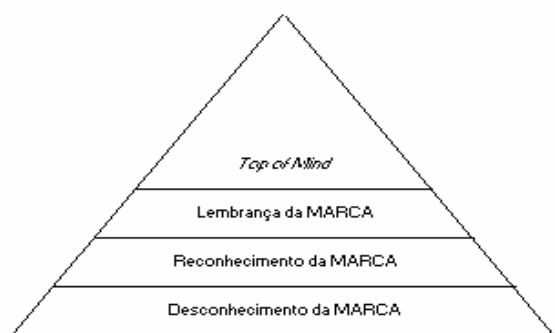 Top of Mind
Lembrança da MARCA
Reconhecimento da MARCA
Desconhecimento da MARCA